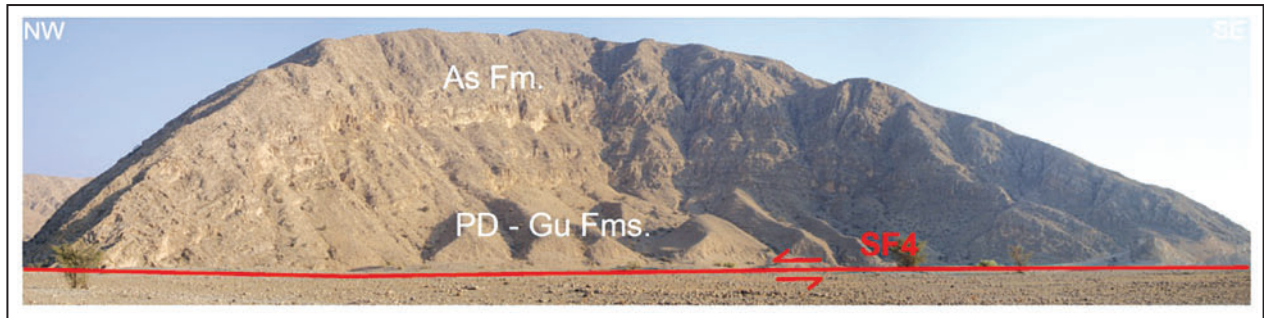 NW
SE
As Fm.
PD - Gu Fms.
SF4